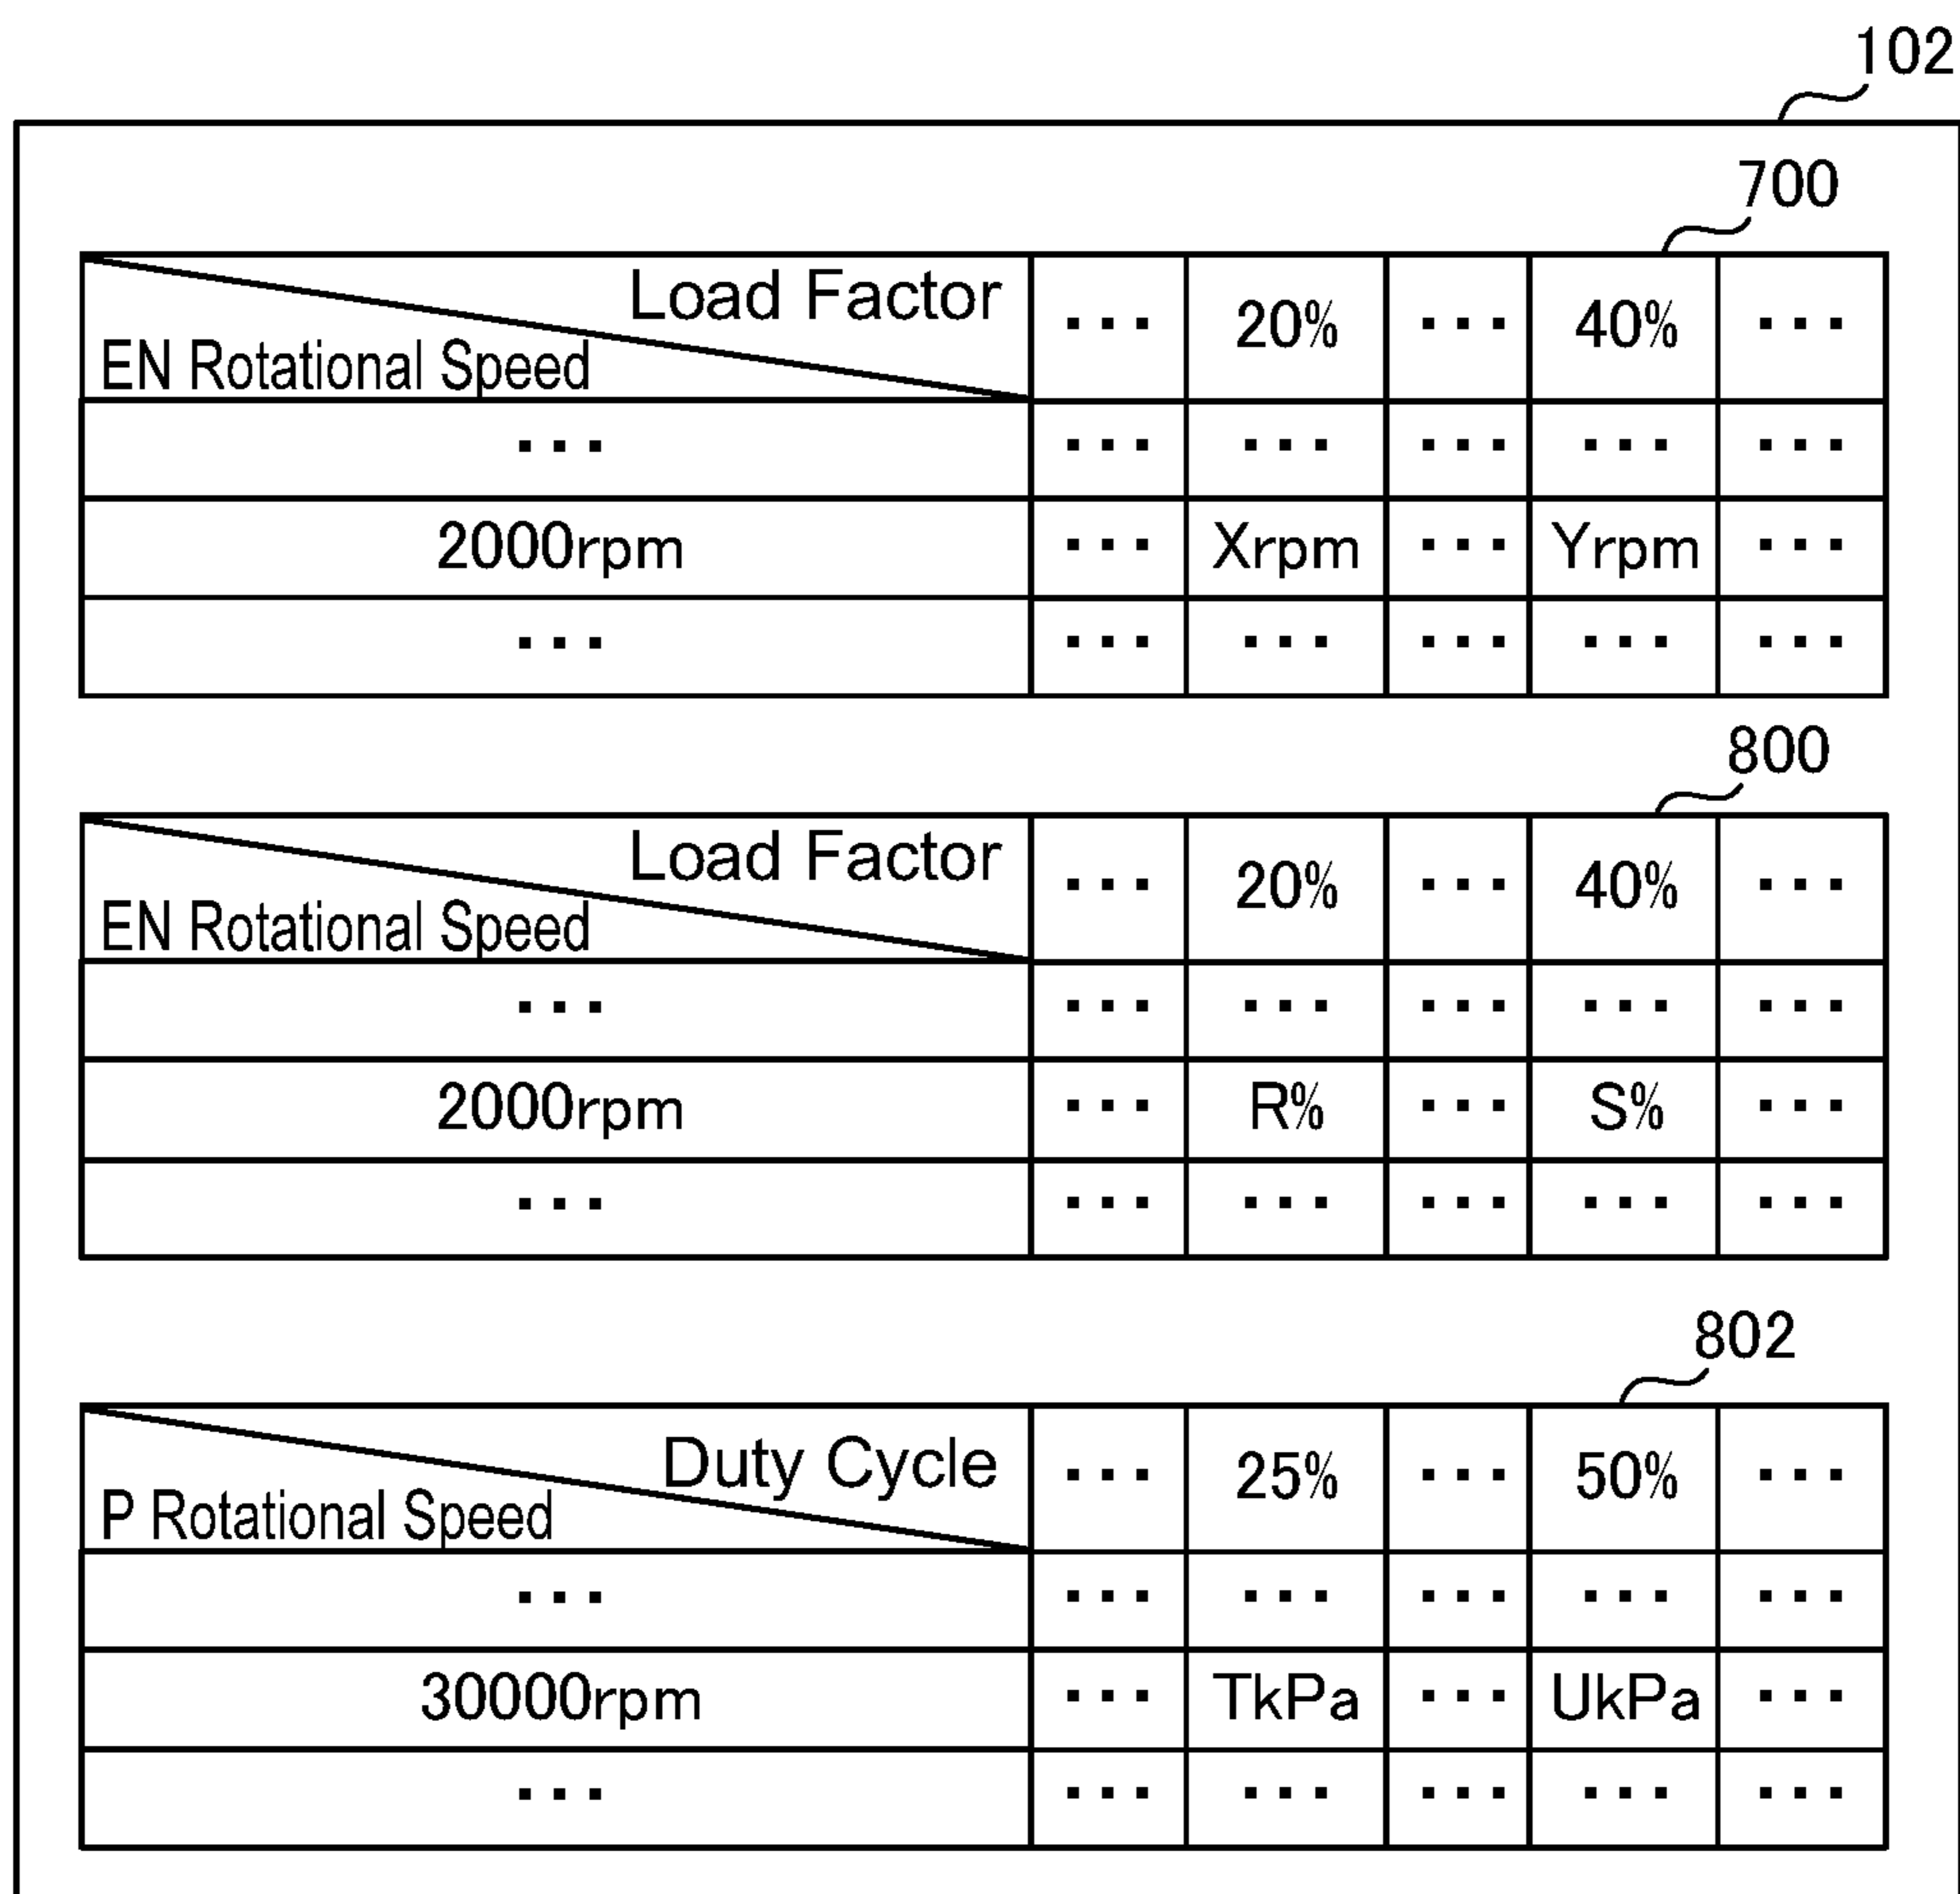 102
700
Load Factor
EN Rotational Speed
... 20% ... 40% ...
... ... ... ... ... ...
2000rpm ... Xrpm ... Yrpm ...
... ... ... ... ... ...
800
Load Factor
EN Rotational Speed
... 20% ... 40% ...
... ... ... ... ... ...
2000rpm ... R% ... S% ...
... ... ... ... ... ...
802
Duty Cycle
P Rotational Speed
... 25% ... 50% ...
... ... ... ... ... ...
30000rpm ... TkPa ... UkPa ...
... ... ... ... ... ...